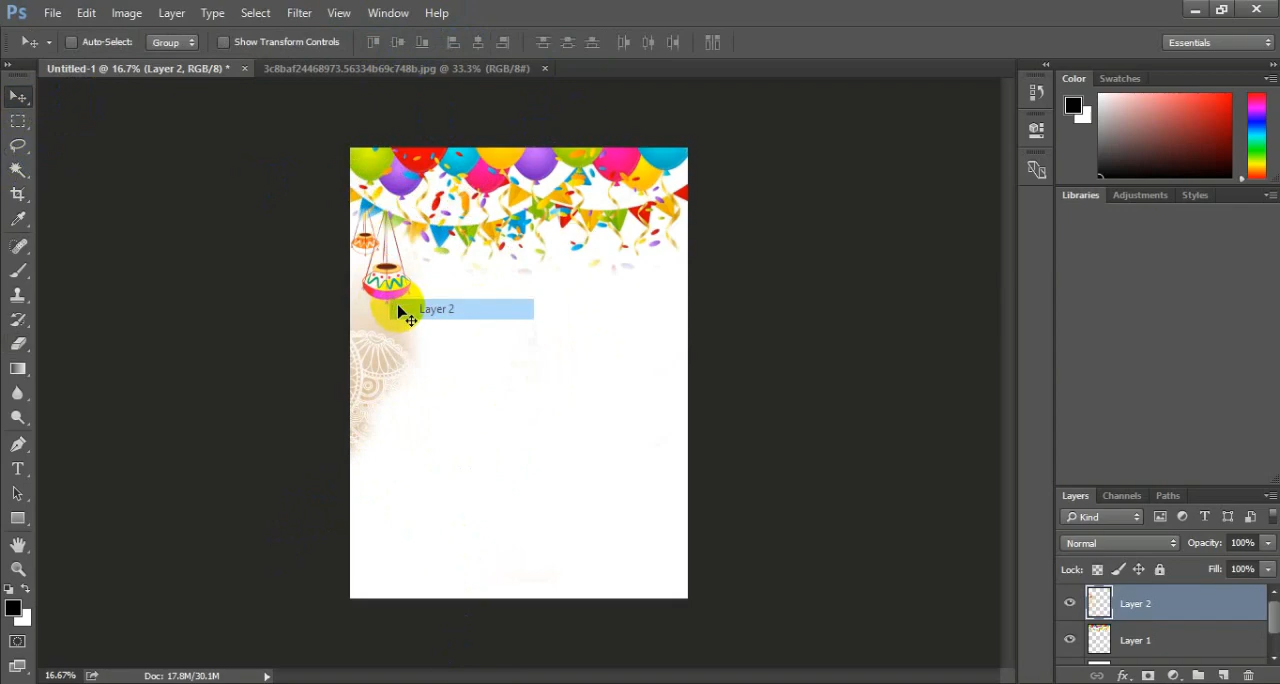 Ps File Edit Image Layer Type Select Filter View Window Help
Auto-Select: Group Show Transform Controls Essentials
Untitled-1 @ 16.7% (Layer 2, RGB/8) * × 3c8baf24468973.56334b69c748b.jpg @ 33.3% (RGB/8#) ×
Color Swatches
Libraries Adjustments Styles
Layer 2
Layers Channels Paths
Kind
Normal Opacity: 100%
Lock: Fill: 100%
Layer 2
Layer 1
16.67% Doc: 17.8M/30.1M